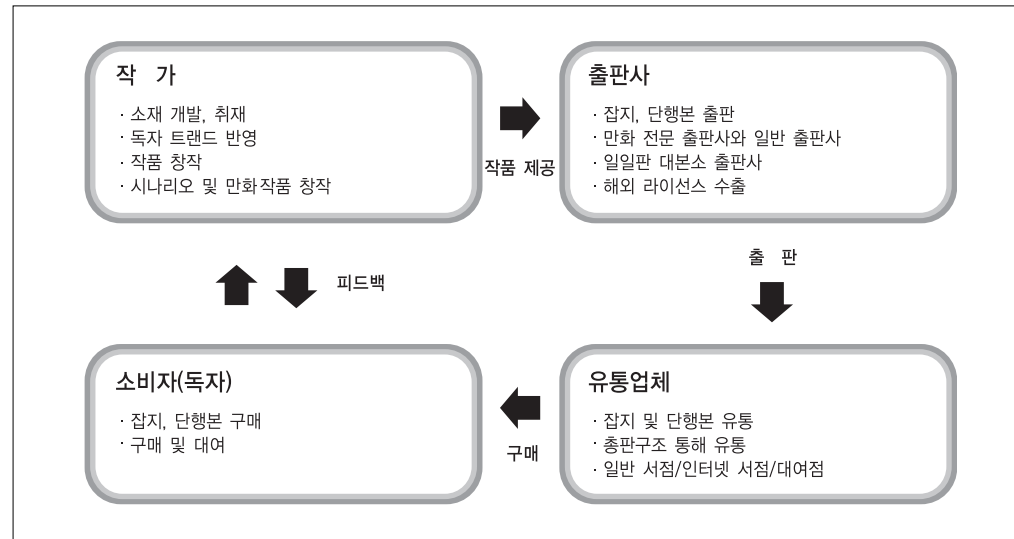 작 가
· 소재 개발, 취재
· 독자 트랜드 반영
· 작품 창작
· 시나리오 및 만화작품 창작
작품 제공
출판사
· 잡지, 단행본 출판
· 만화 전문 출판사와 일반 출판사
· 일일판 대본소 출판사
· 해외 라이선스 수출
출 판
피드백
소비자(독자)
· 잡지, 단행본 구매
· 구매 및 대여
구매
유통업체
· 잡지 및 단행본 유통
· 총판구조 통해 유통
· 일반 서점/인터넷 서점/대여점